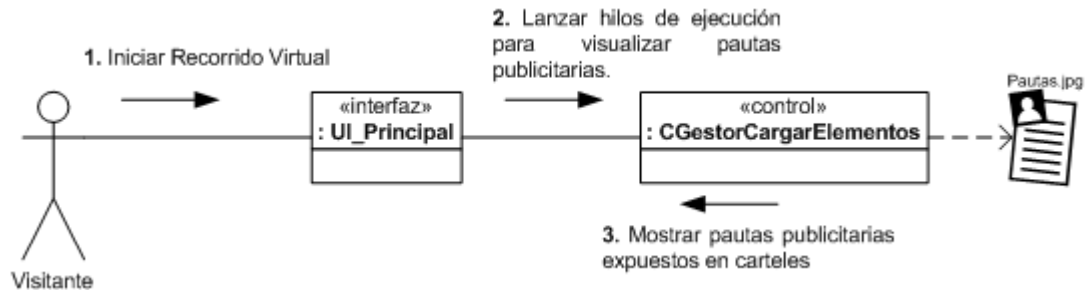 2. Lanzar hilos de ejecución
para visualizar pautas
publicitarias.
1. Iniciar Recorrido Virtual
Pautas.jpg
«interfaz»
: UI_Principal
«control»
: CGestorCargarElementos
3. Mostrar pautas publicitarias
expuestos en carteles
Visitante